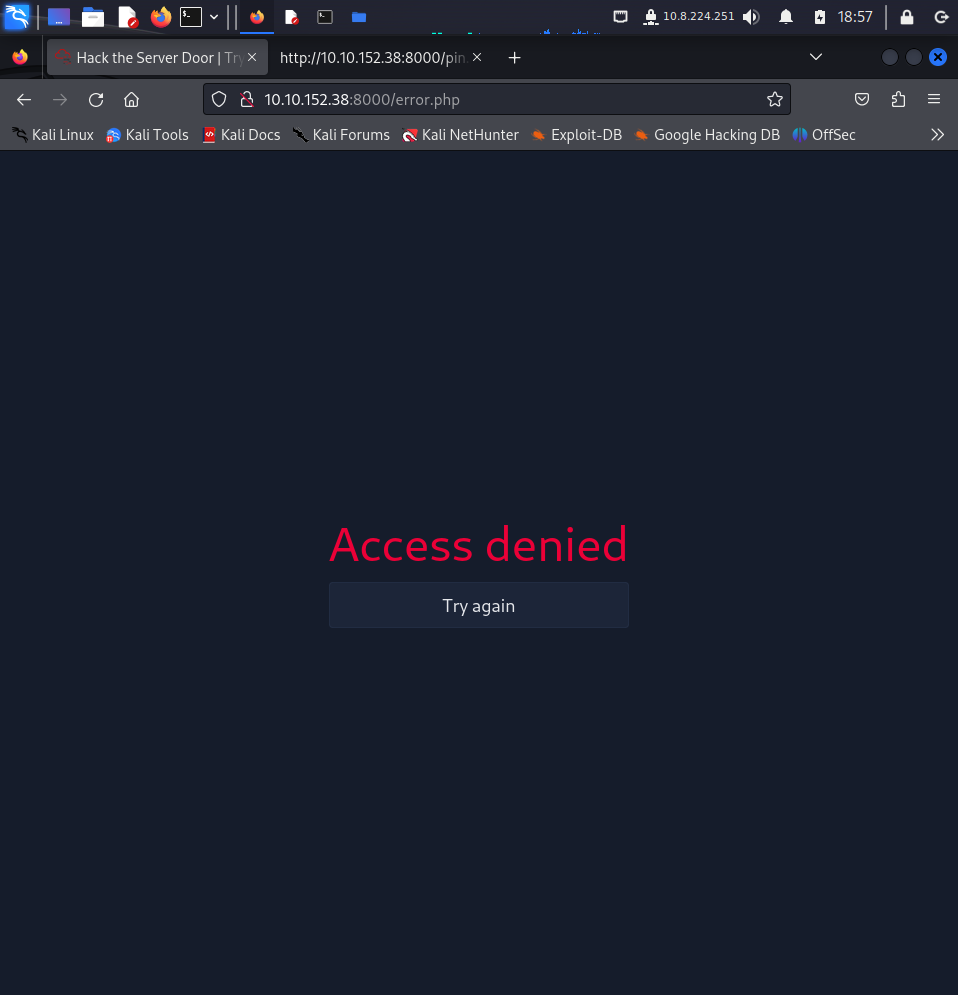 10.8.224.251 18:57
Hack the Server Door | Try http://10.10.152.38:8000/pin
10.10.152.38:8000/error.php
Kali Linux Kali Tools Kali Docs Kali Forums Kali NetHunter Exploit-DB Google Hacking DB OffSec
Access denied
Try again